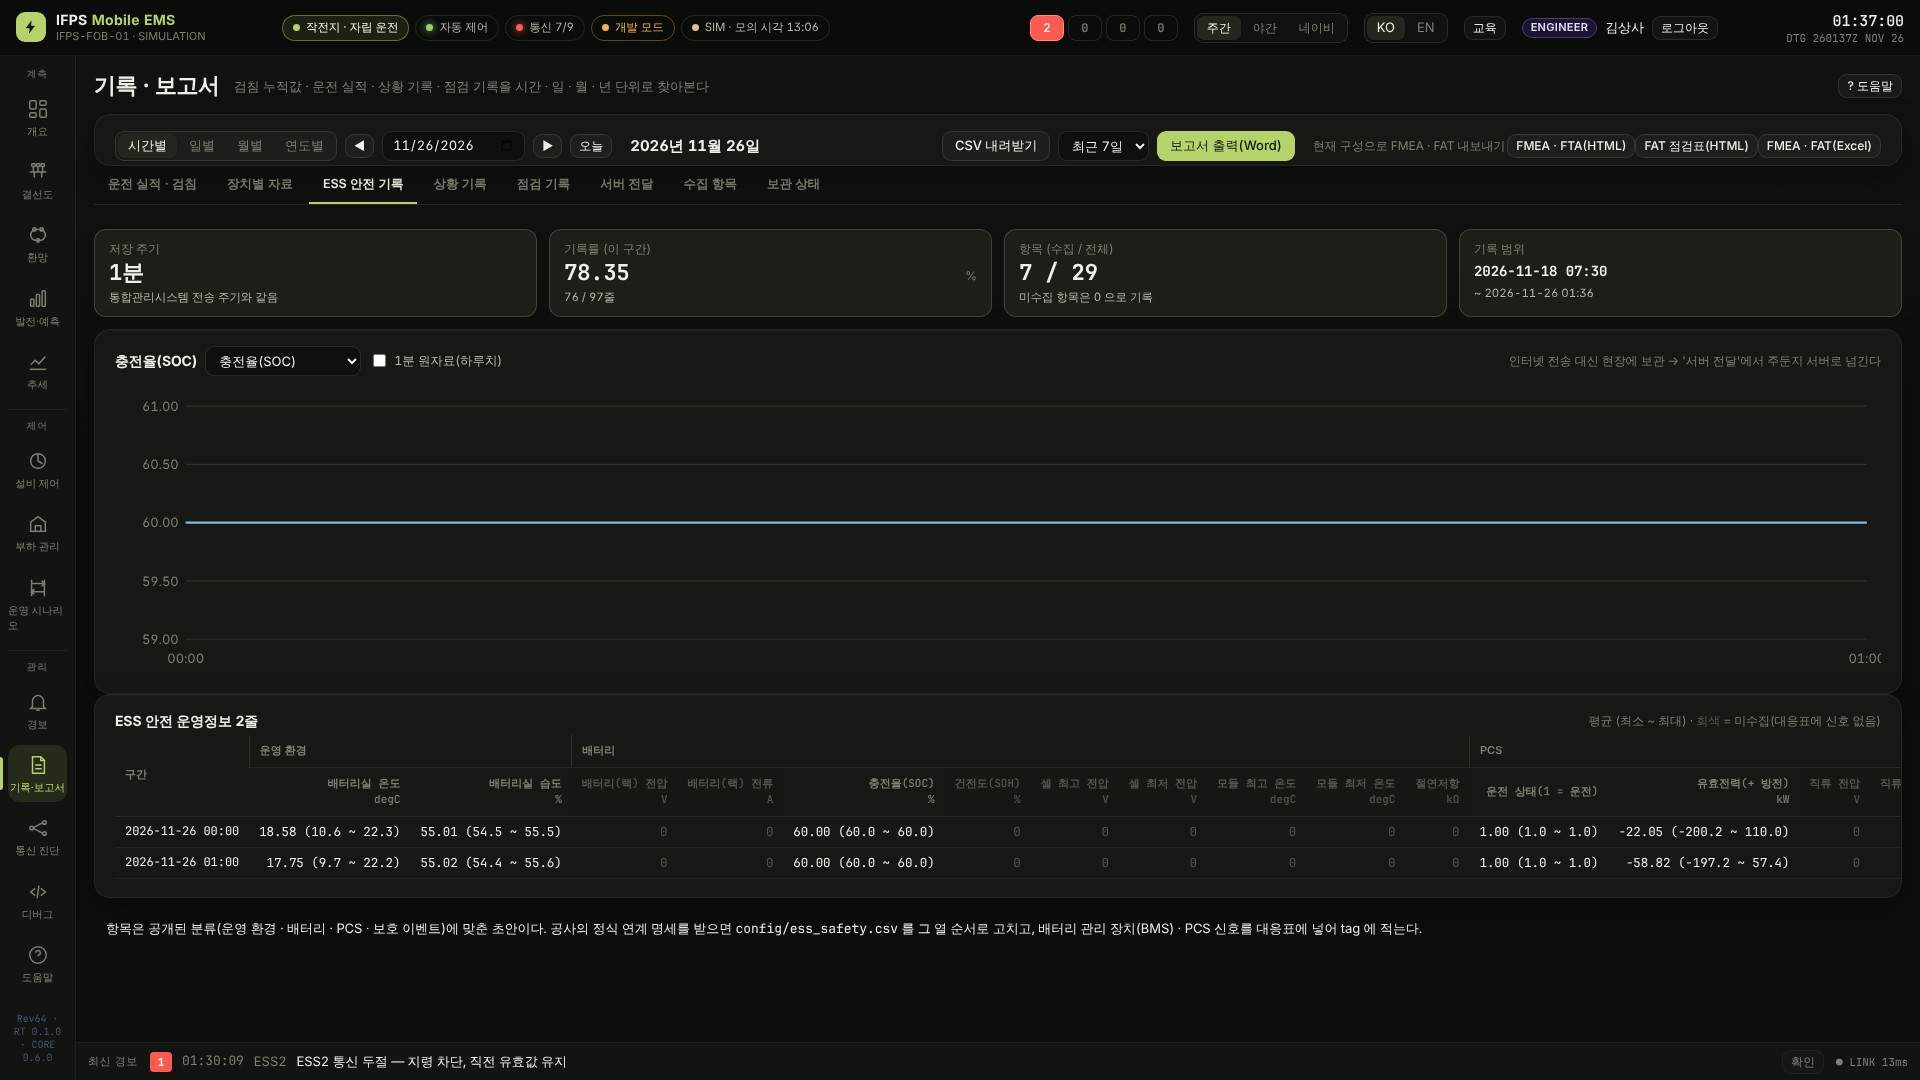 IFPS Mobile EMS
IFPS-FOB-01 · SIMULATION
작전지 · 자립 운전
자동 제어
통신 7/9
개발 모드
SIM · 모의 시각 13:06
2
0
0
0
주간
야간
네이비
KO
EN
교육
ENGINEER
김상사
로그아웃
01:37:00
DTG 260137Z NOV 26
계측
개요
결선도
환망
발전·예측
추세
제어
설비 제어
부하 관리
운영 시나리
오
관리
경보
기록·보고서
통신 진단
디버그
도움말
Rev64 ·
RT 0.1.0
· CORE
0.6.0
기록 · 보고서
검침 누적값 · 운전 실적 · 상황 기록 · 점검 기록을 시간 · 일 · 월 · 년 단위로 찾아본다
? 도움말
시간별
일별
월별
연도별
◀
11/26/2026
▶
오늘
2026년 11월 26일
CSV 내려받기
최근 7일
보고서 출력(Word)
현재 구성으로 FMEA · FAT 내보내기
FMEA · FTA(HTML)
FAT 점검표(HTML)
FMEA · FAT(Excel)
운전 실적 · 검침
장치별 자료
ESS 안전 기록
상황 기록
점검 기록
서버 전달
수집 항목
보관 상태
저장 주기
1분
통합관리시스템 전송 주기와 같음
기록률 (이 구간)
78.35
%
76 / 97줄
항목 (수집 / 전체)
7 / 29
미수집 항목은 0 으로 기록
기록 범위
2026-11-18 07:30
~ 2026-11-26 01:36
충전율(SOC)
충전율(SOC)
1분 원자료(하루치)
인터넷 전송 대신 현장에 보관 → '서버 전달'에서 주둔지 서버로 넘긴다
61.00
60.50
60.00
59.50
59.00
00:00
01:00
ESS 안전 운영정보 2줄
평균 (최소 ~ 최대) · 회색 = 미수집(대응표에 신호 없음)
구간
운영 환경
배터리
PCS
배터리실 온도 degC
배터리실 습도 %
배터리(랙) 전압 V
배터리(랙) 전류 A
충전율(SOC) %
건전도(SOH) %
셀 최고 전압 V
셀 최저 전압 V
모듈 최고 온도 degC
모듈 최저 온도 degC
절연저항 kΩ
운전 상태(1 = 운전)
유효전력(+ 방전) kW
직류 전압 V
직류
2026-11-26 00:00 18.58 (10.6 ~ 22.3) 55.01 (54.5 ~ 55.5) 0 0 60.00 (60.0 ~ 60.0) 0 0 0 0 0 0 1.00 (1.0 ~ 1.0) -22.05 (-200.2 ~ 110.0) 0
2026-11-26 01:00 17.75 (9.7 ~ 22.2) 55.02 (54.4 ~ 55.6) 0 0 60.00 (60.0 ~ 60.0) 0 0 0 0 0 0 1.00 (1.0 ~ 1.0) -58.82 (-197.2 ~ 57.4) 0
항목은 공개된 분류(운영 환경 · 배터리 · PCS · 보호 이벤트)에 맞춘 초안이다. 공사의 정식 연계 명세를 받으면 config/ess_safety.csv 를 그 열 순서로 고치고, 배터리 관리 장치(BMS) · PCS 신호를 대응표에 넣어 tag 에 적는다.
최신 경보
1
01:30:09
ESS2
ESS2 통신 두절 — 지령 차단, 직전 유효값 유지
확인
LINK 13ms